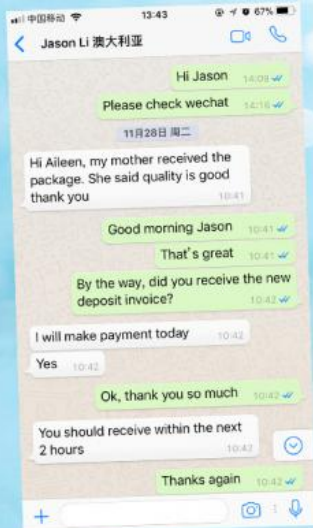 中国移动
13:43
67%
Jason Li 澳大利亚
Hi Jason 14:09
Please check wechat 14:16
11月28日 周二
Hi Aileen, my mother received the
package. She said quality is good
thank you 10:41
Good morning Jason 10:41
That's great 10:41
By the way, did you receive the new
deposit invoice? 10:42
I will make payment today 10:42
Yes 10:42
Ok, thank you so much 10:42
You should receive within the next
2 hours 10:42
Thanks again 10:42